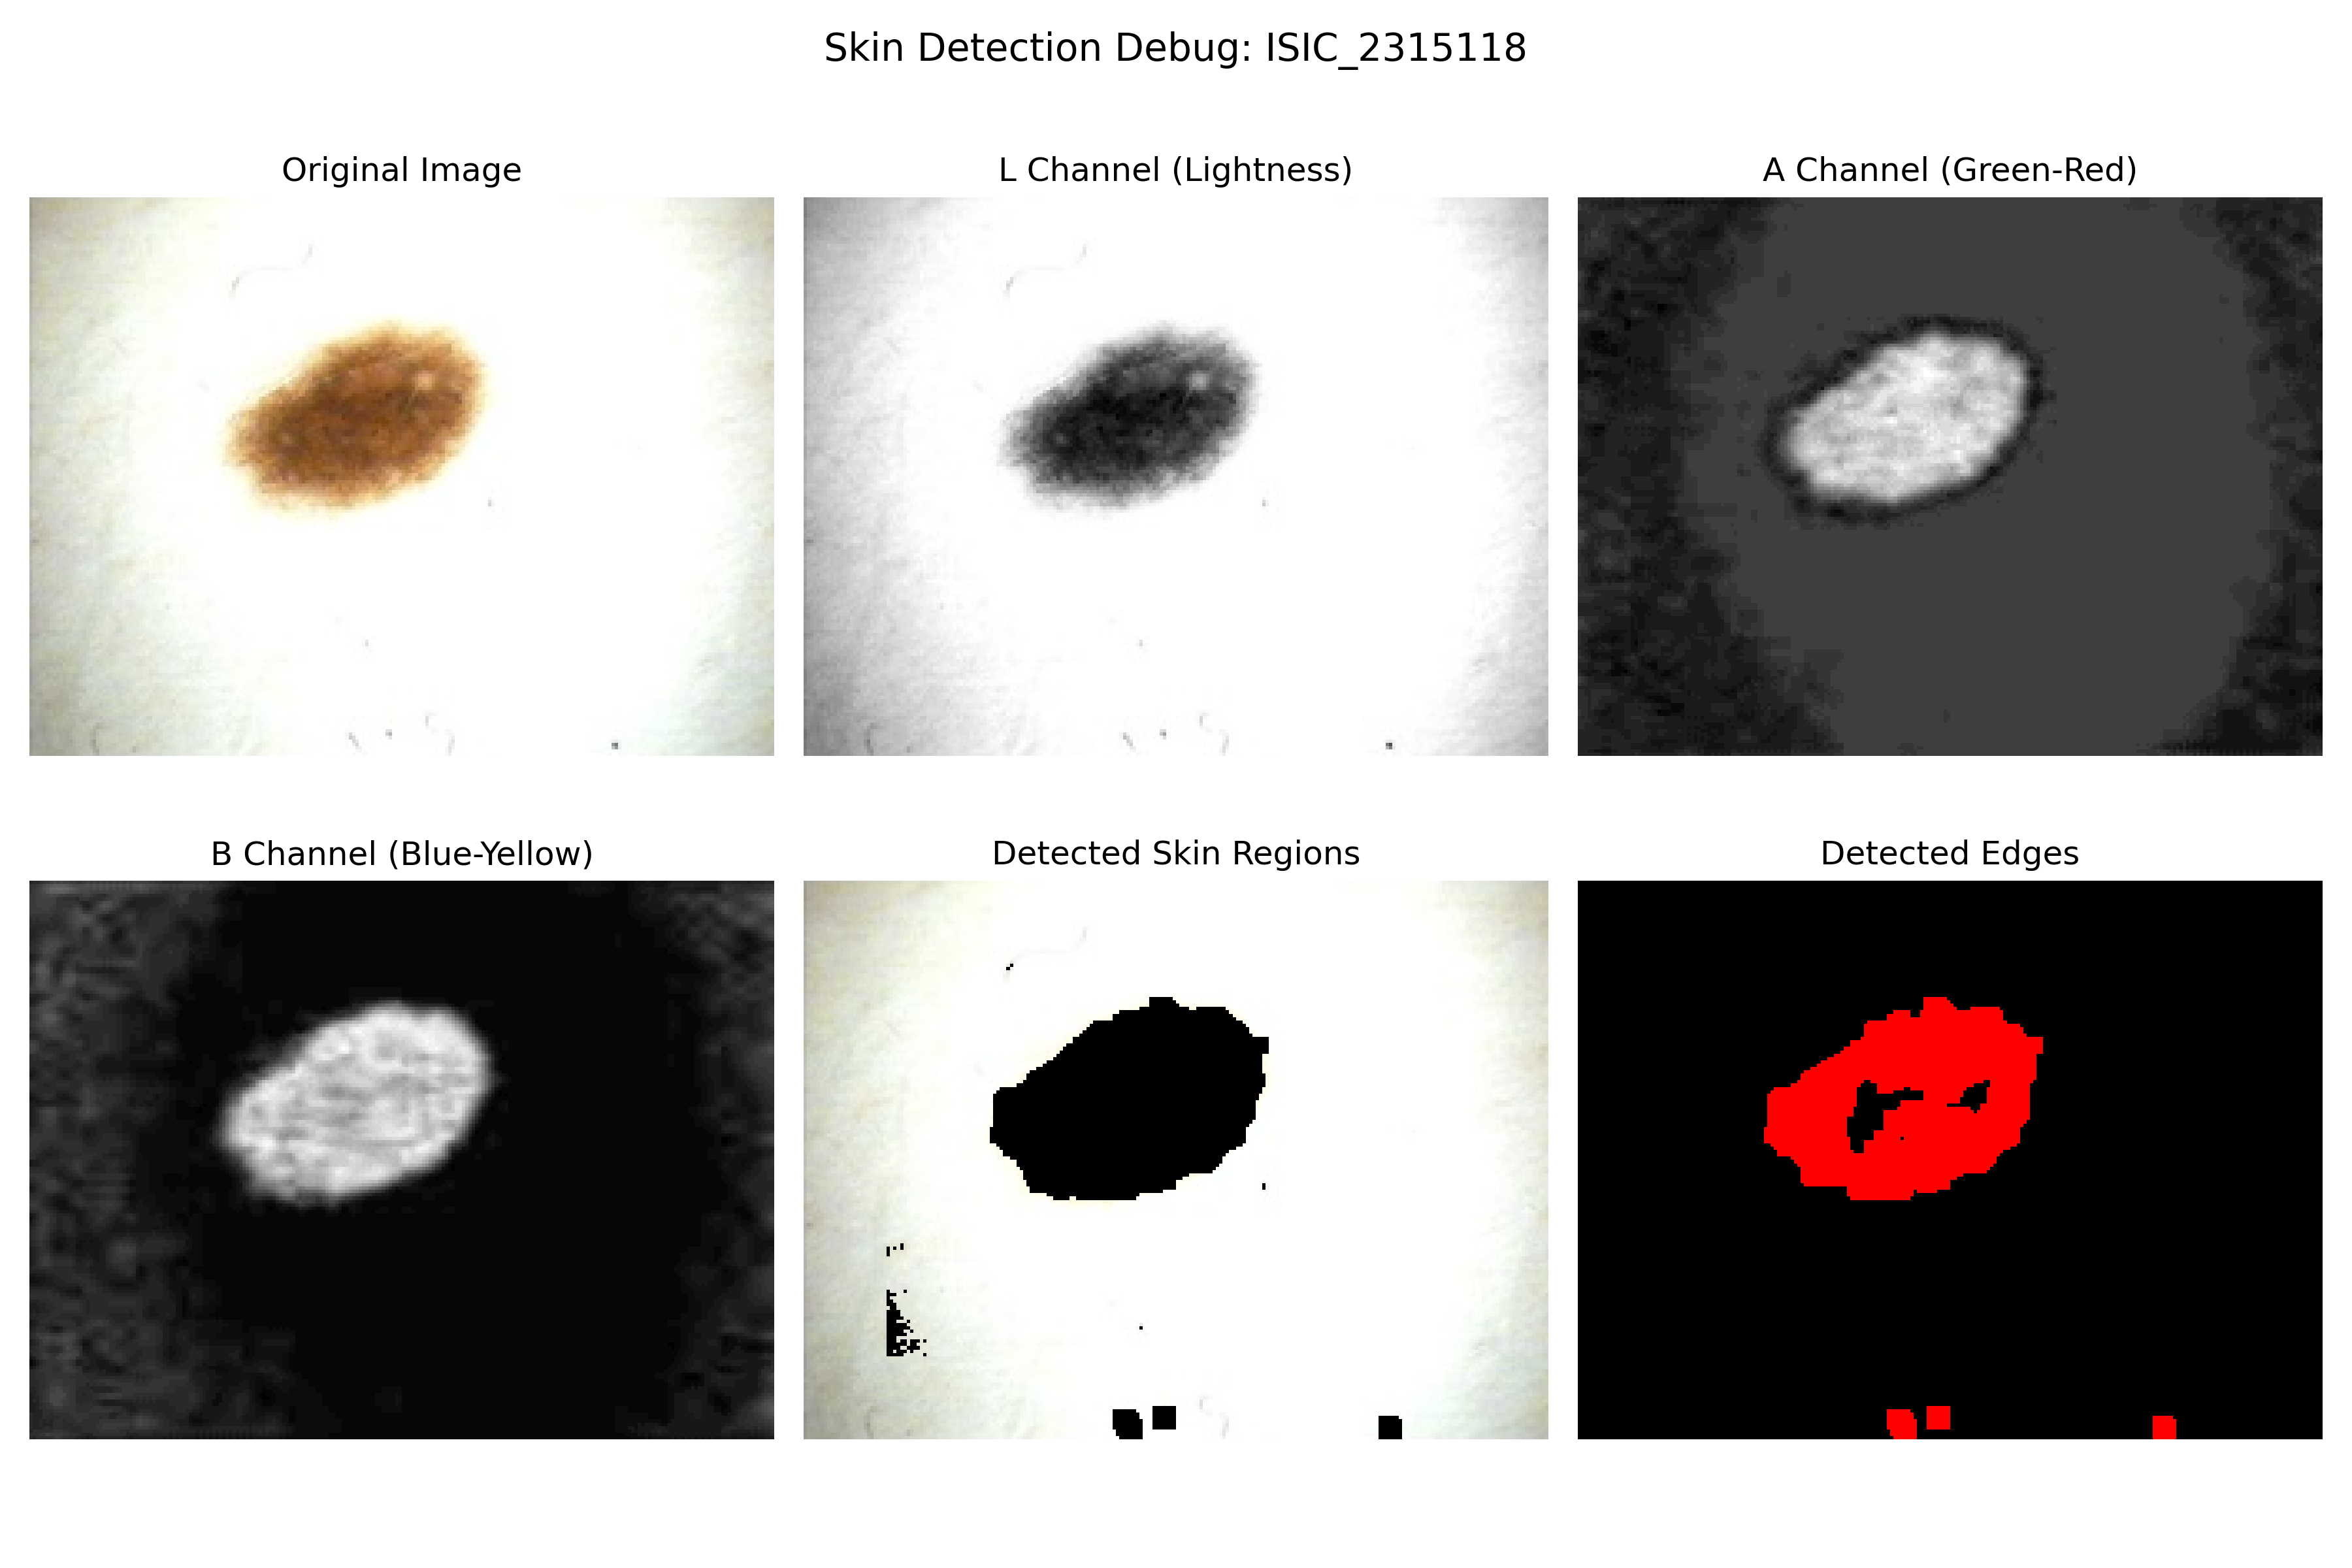 Skin Detection Debug: ISIC_2315118
Original Image
L Channel (Lightness)
A Channel (Green-Red)
B Channel (Blue-Yellow)
Detected Skin Regions
Detected Edges